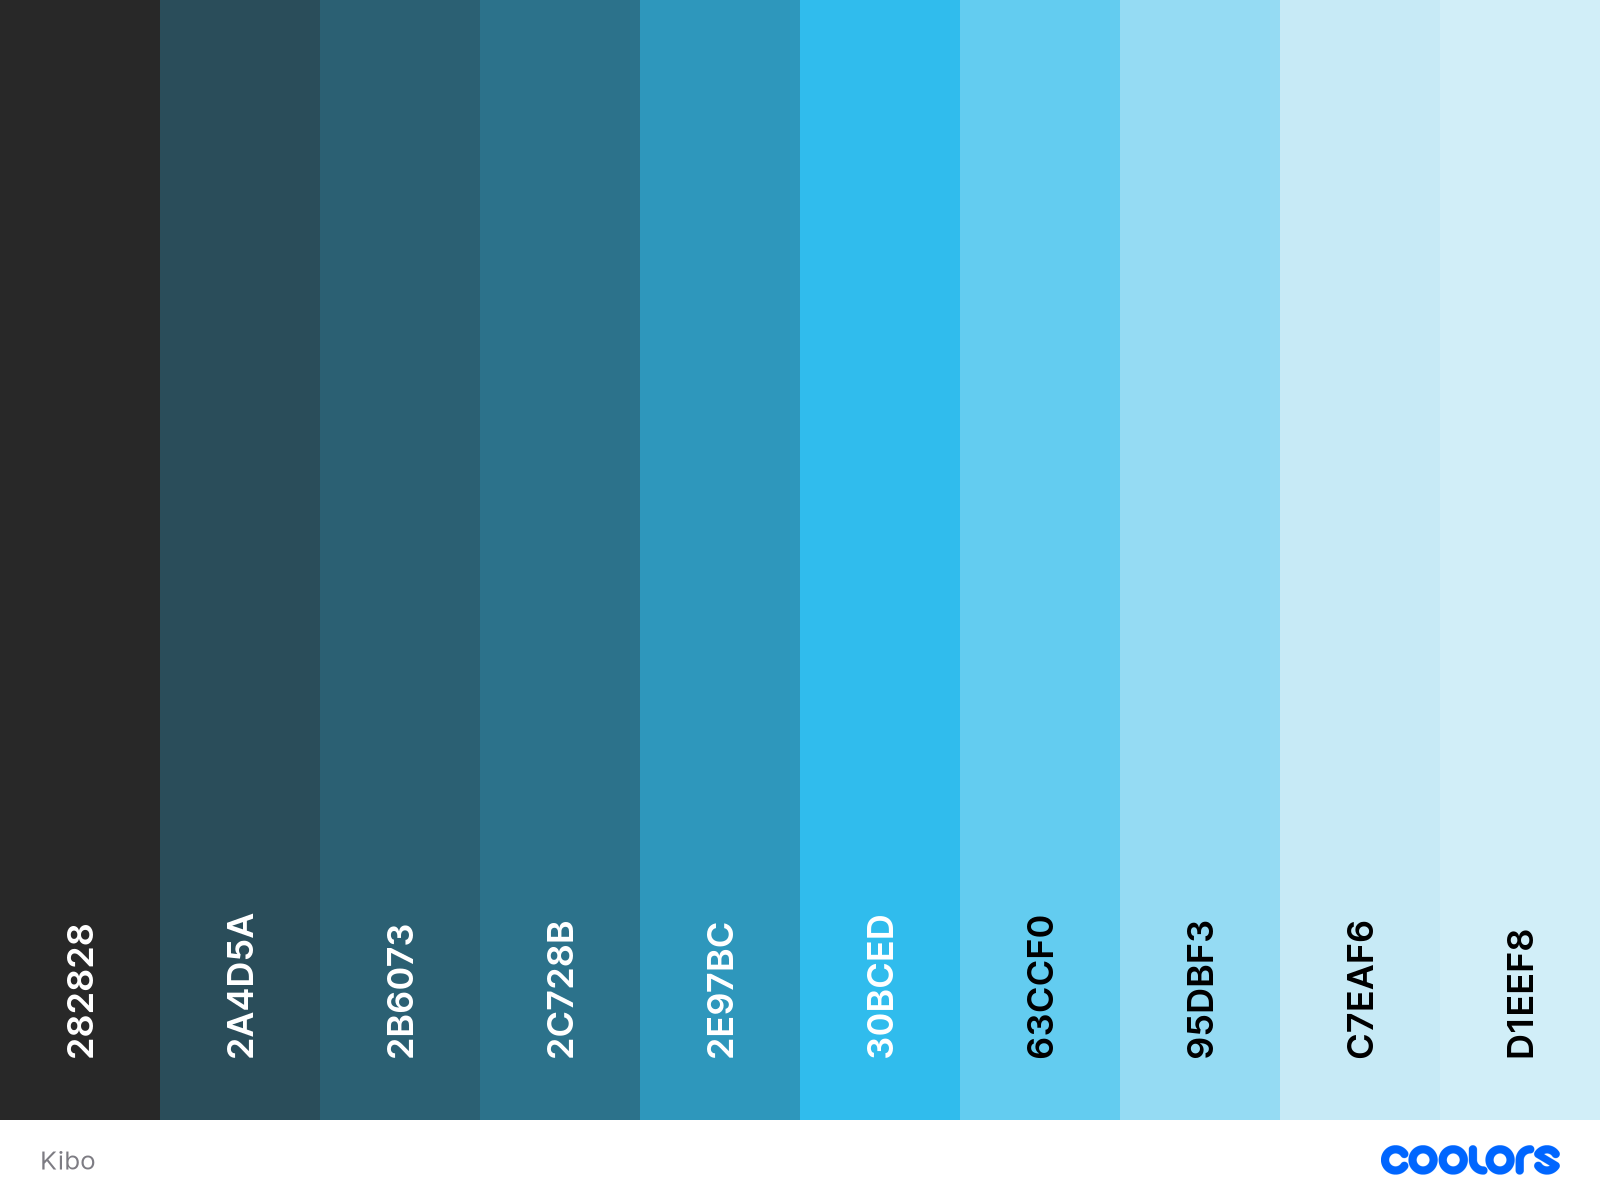 282828
2A4D5A
2B6073
2C728B
2E97BC
30BCED
63CCF0
95DBF3
C7EAF6
D1EEF8
Kibo
coolors